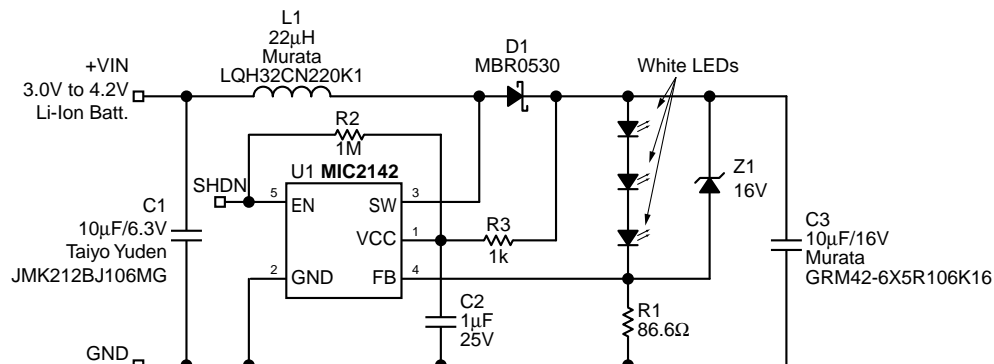 L1
22µH
Murata
LQH32CN220K1
D1
MBR0530
White LEDs
+VIN
3.0V to 4.2V
Li-Ion Batt.
R2
1M
U1 MIC2142
SHDN
5
EN
SW
3
VCC
1
R3
1k
2
GND
FB
4
Z1
16V
C1
10µF/6.3V
Taiyo Yuden
JMK212BJ106MG
C3
10µF/16V
Murata
GRM42-6X5R106K16
C2
1µF
25V
R1
86.6Ω
GND